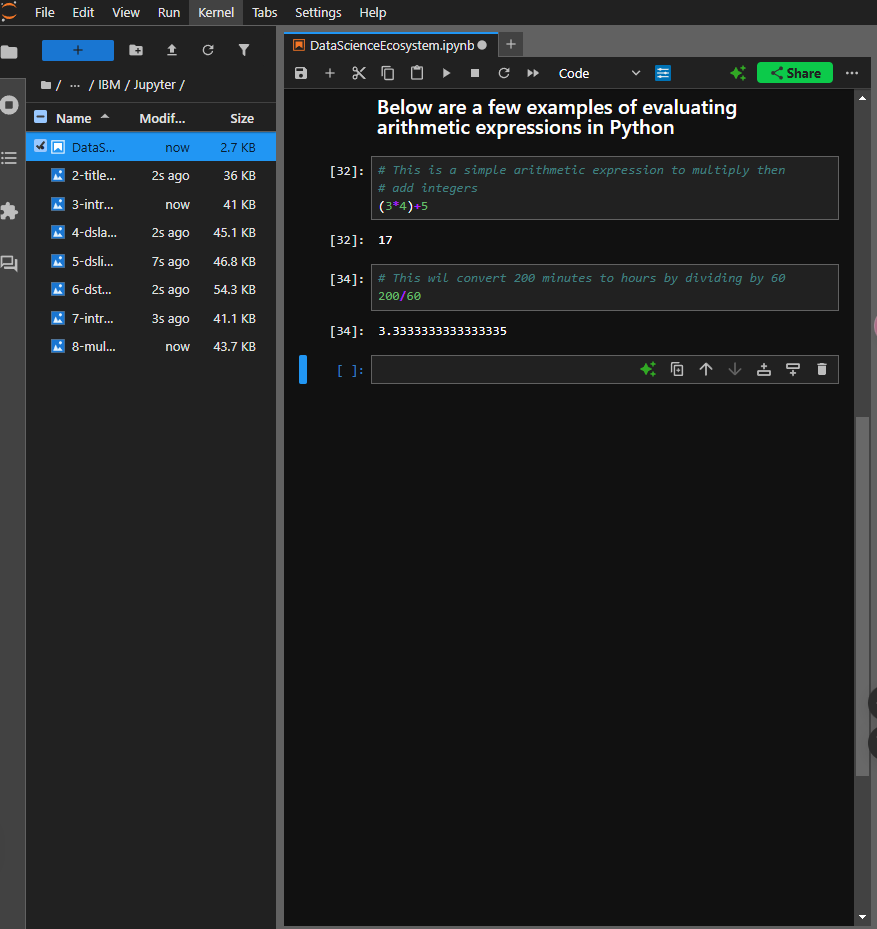 File Edit View Run Kernel Tabs Settings Help
+
/ ... / IBM / Jupyter /
Name Modif... Size
DataS... now 2.7 KB
2-title... 2s ago 36 KB
3-intr... now 41 KB
4-dsla... 2s ago 45.1 KB
5-dsli... 7s ago 46.8 KB
6-dst... 2s ago 54.3 KB
7-intr... 3s ago 41.1 KB
8-mul... now 43.7 KB
DataScienceEcosystem.ipynb
Code Share
Below are a few examples of evaluating
arithmetic expressions in Python
[32]: # This is a simple arithmetic expression to multiply then
# add integers
(3*4)+5
[32]: 17
[34]: # This wil convert 200 minutes to hours by dividing by 60
200/60
[34]: 3.3333333333333335
[ ]: